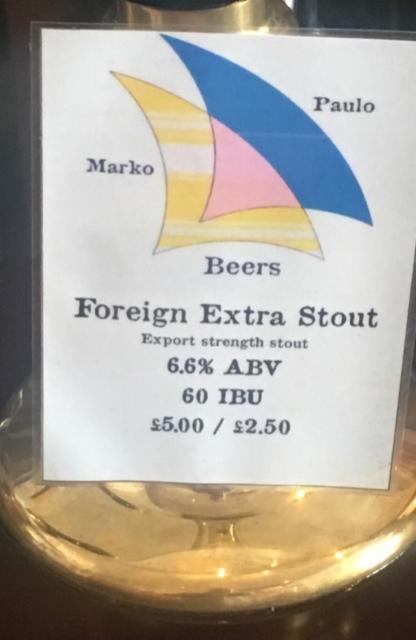 Paulo
Marko
Beers
Foreign Extra Stout
Export strength stout
6.6% ABV
60 IBU
£5.00 / £2.50